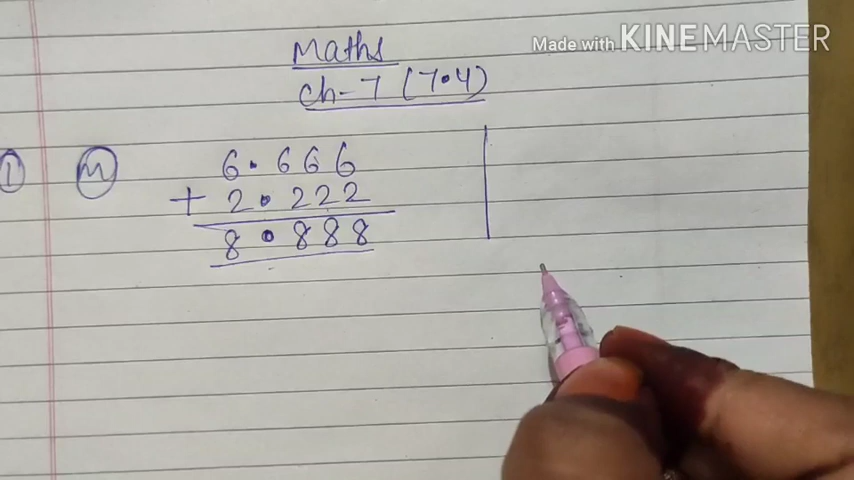 Made with KINEMASTER
Maths
Ch-7 (7.4)
① ⓜ 6.666
+ 2.222
8.888